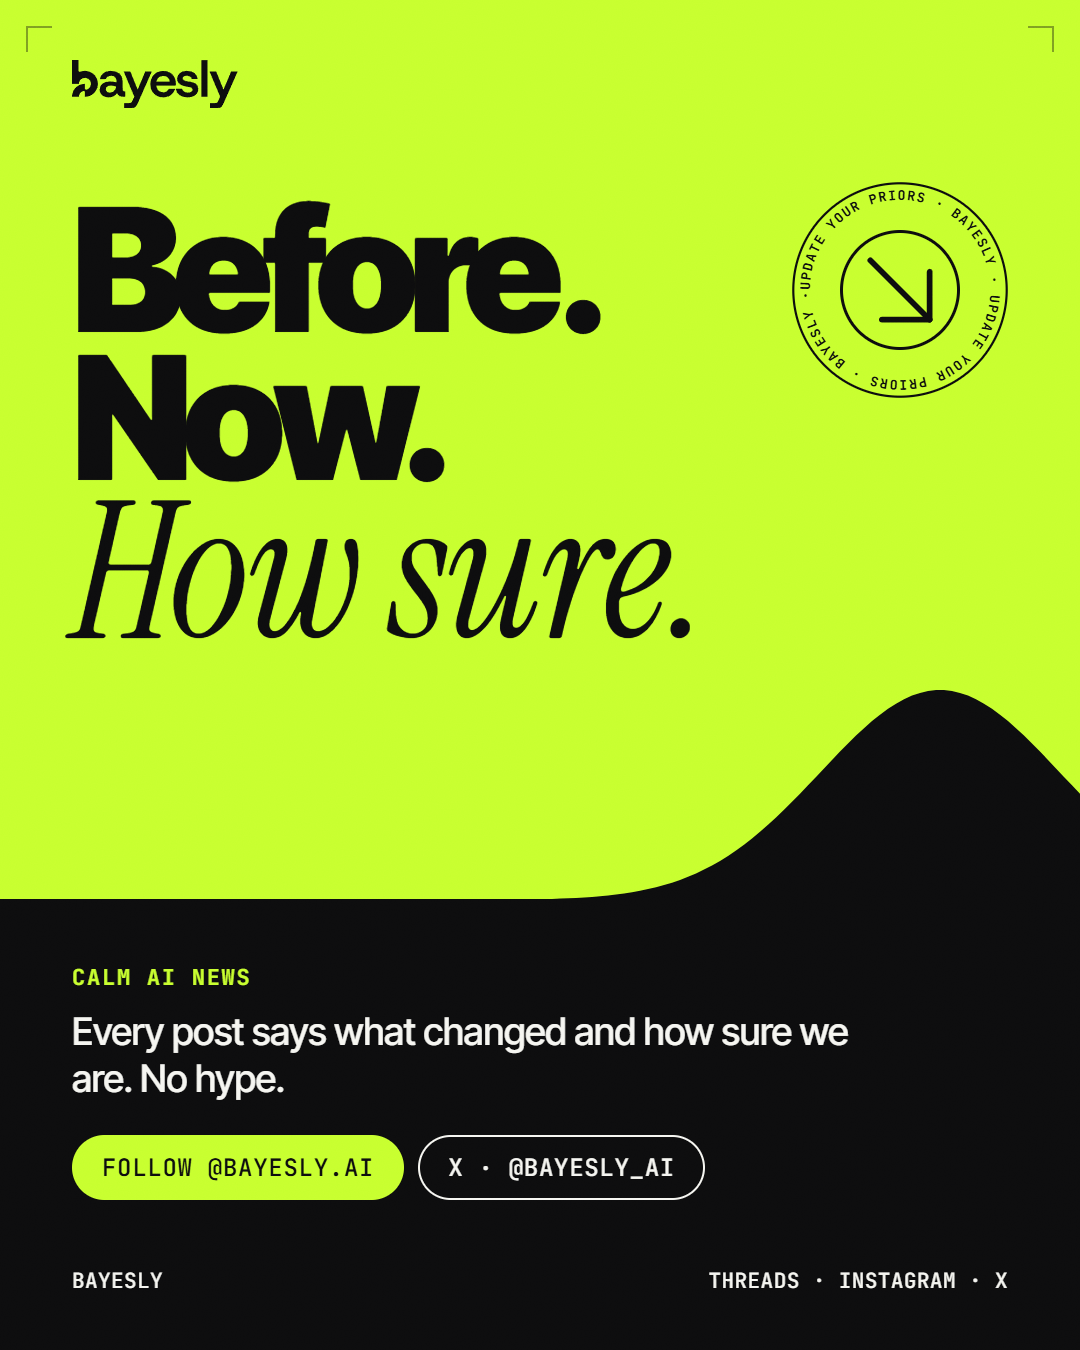 bayesly
Before.
Now.
How sure.
UPDATE YOUR PRIORS · BAYESLY · UPDATE YOUR PRIORS · BAYESLY ·
CALM AI NEWS
Every post says what changed and how sure we
are. No hype.
FOLLOW @BAYESLY.AI
X · @BAYESLY_AI
BAYESLY
THREADS · INSTAGRAM · X